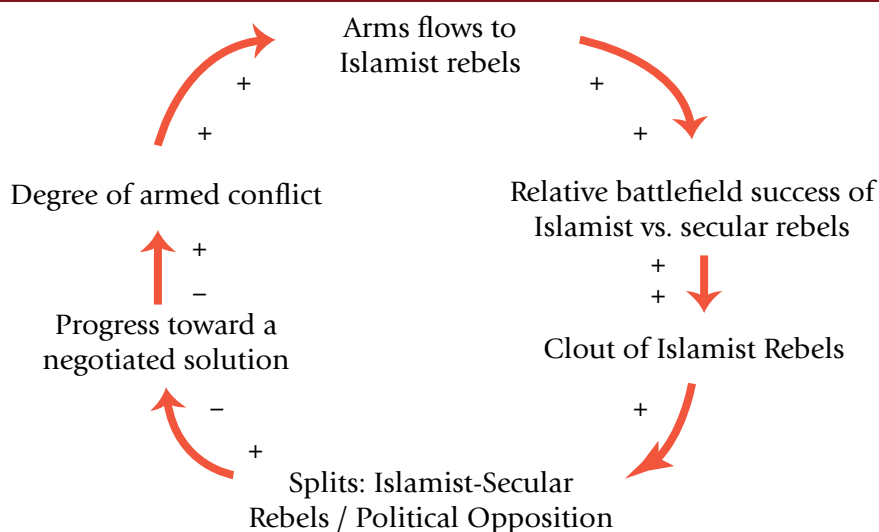 Arms flows to
Islamist rebels
+
+
+
+
Degree of armed conflict
Relative battlefield success of
Islamist vs. secular rebels
+
–
+
+
Progress toward a
negotiated solution
Clout of Islamist Rebels
–
+
+
Splits: Islamist-Secular
Rebels / Political Opposition